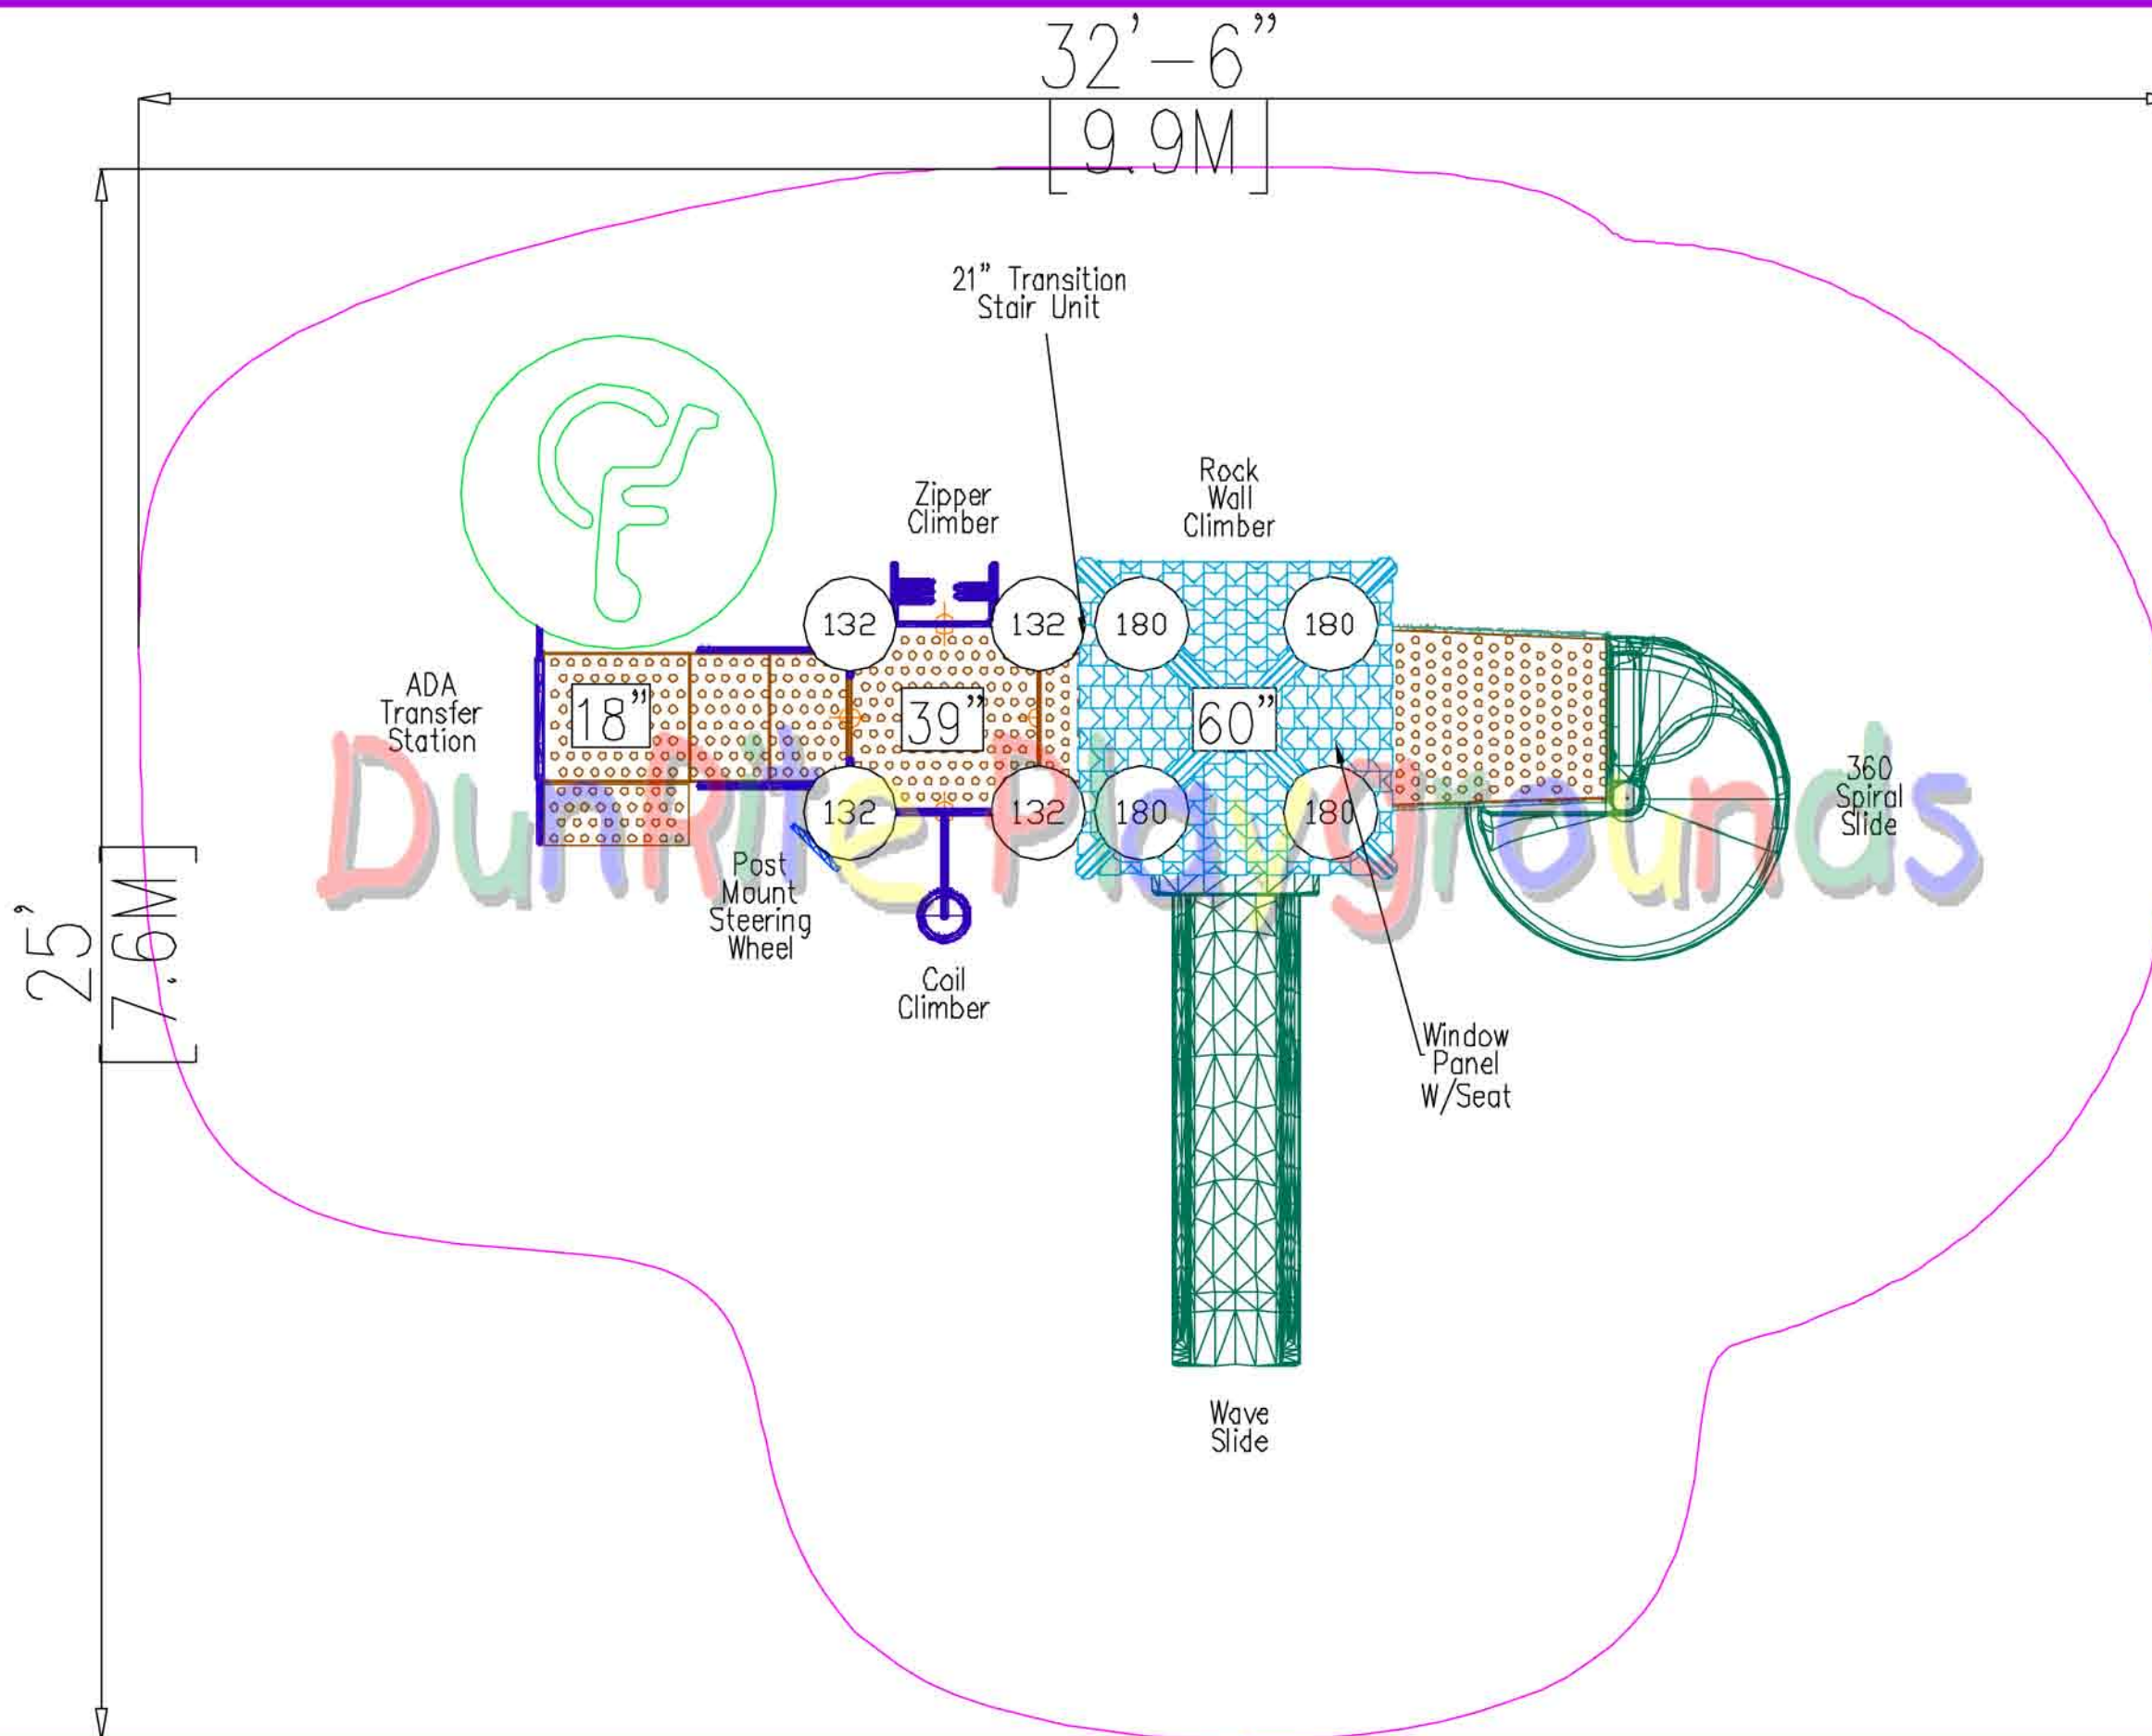 32'-6"
[9.9M]
21" Transition
Stair Unit
Rock
Wall
Climber
Zipper
Climber
132
132
180
180
ADA
Transfer
Station
18"
39"
60"
DunRite Playgrounds
360
Spiral
Slide
132
132
180
180
Post
Mount
Steering
Wheel
25'
[7.6M]
Coil
Climber
Window
Panel
W/Seat
Wave
Slide